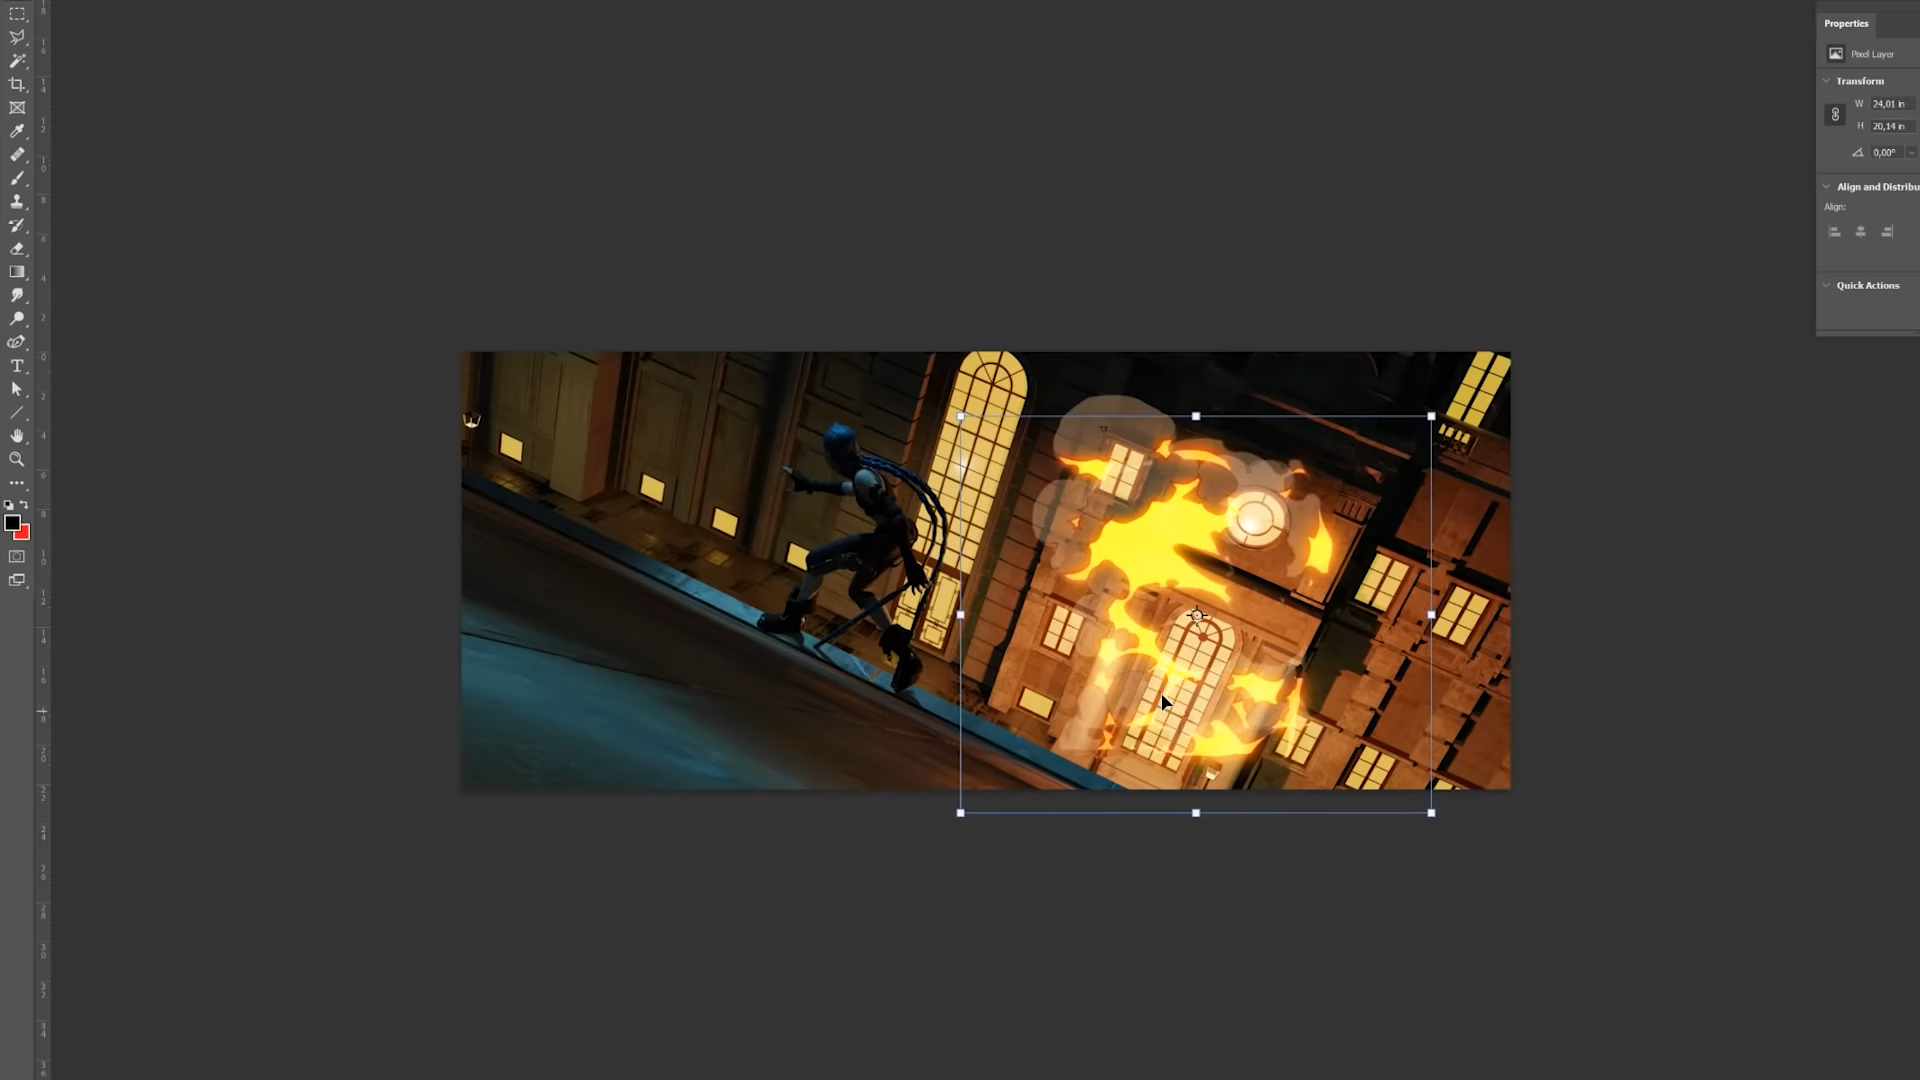 Properties
Pixel Layer
Transform
W 24,01 in
H 20,14 in
0,00°
Align and Distribu
Align:
Quick Actions